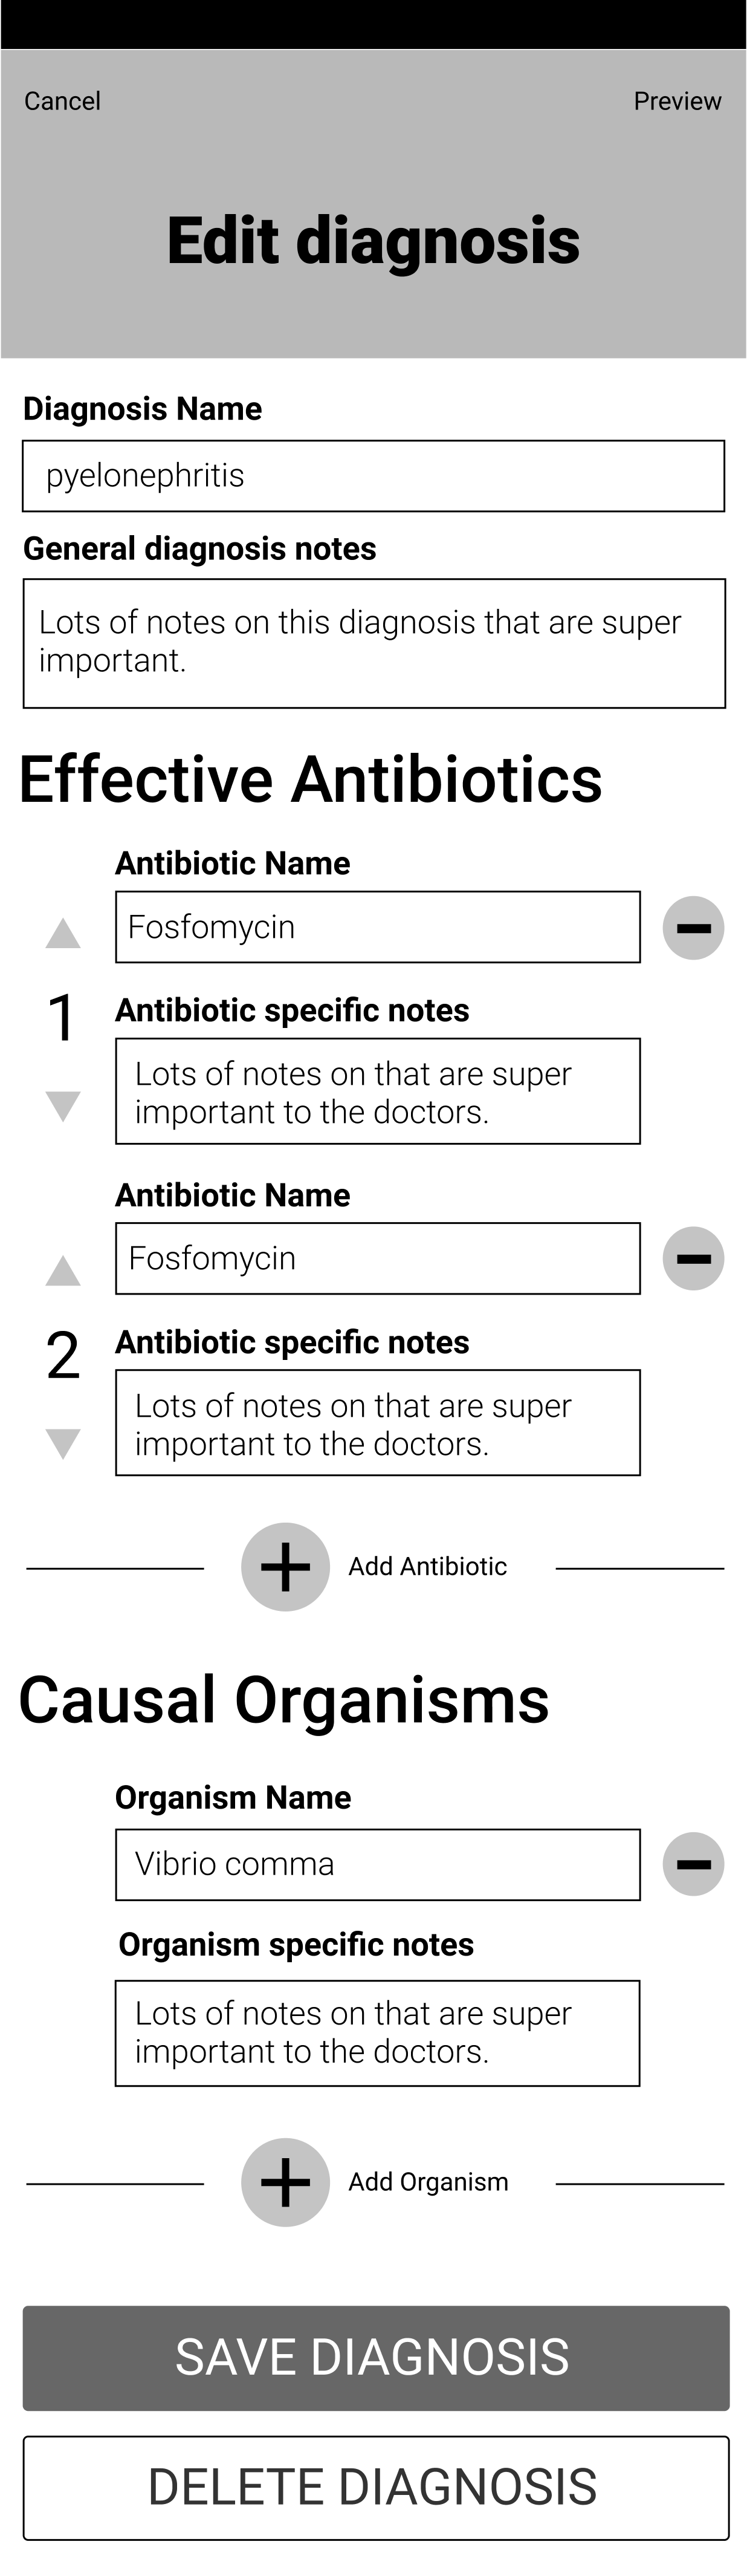 Cancel
Preview
Edit diagnosis
Diagnosis Name
pyelonephritis
General diagnosis notes
Lots of notes on this diagnosis that are super
important.
Effective Antibiotics
Antibiotic Name
Fosfomycin
1
Antibiotic specific notes
Lots of notes on that are super
important to the doctors.
Antibiotic Name
Fosfomycin
2
Antibiotic specific notes
Lots of notes on that are super
important to the doctors.
Add Antibiotic
Causal Organisms
Organism Name
Vibrio comma
Organism specific notes
Lots of notes on that are super
important to the doctors.
Add Organism
SAVE DIAGNOSIS
DELETE DIAGNOSIS